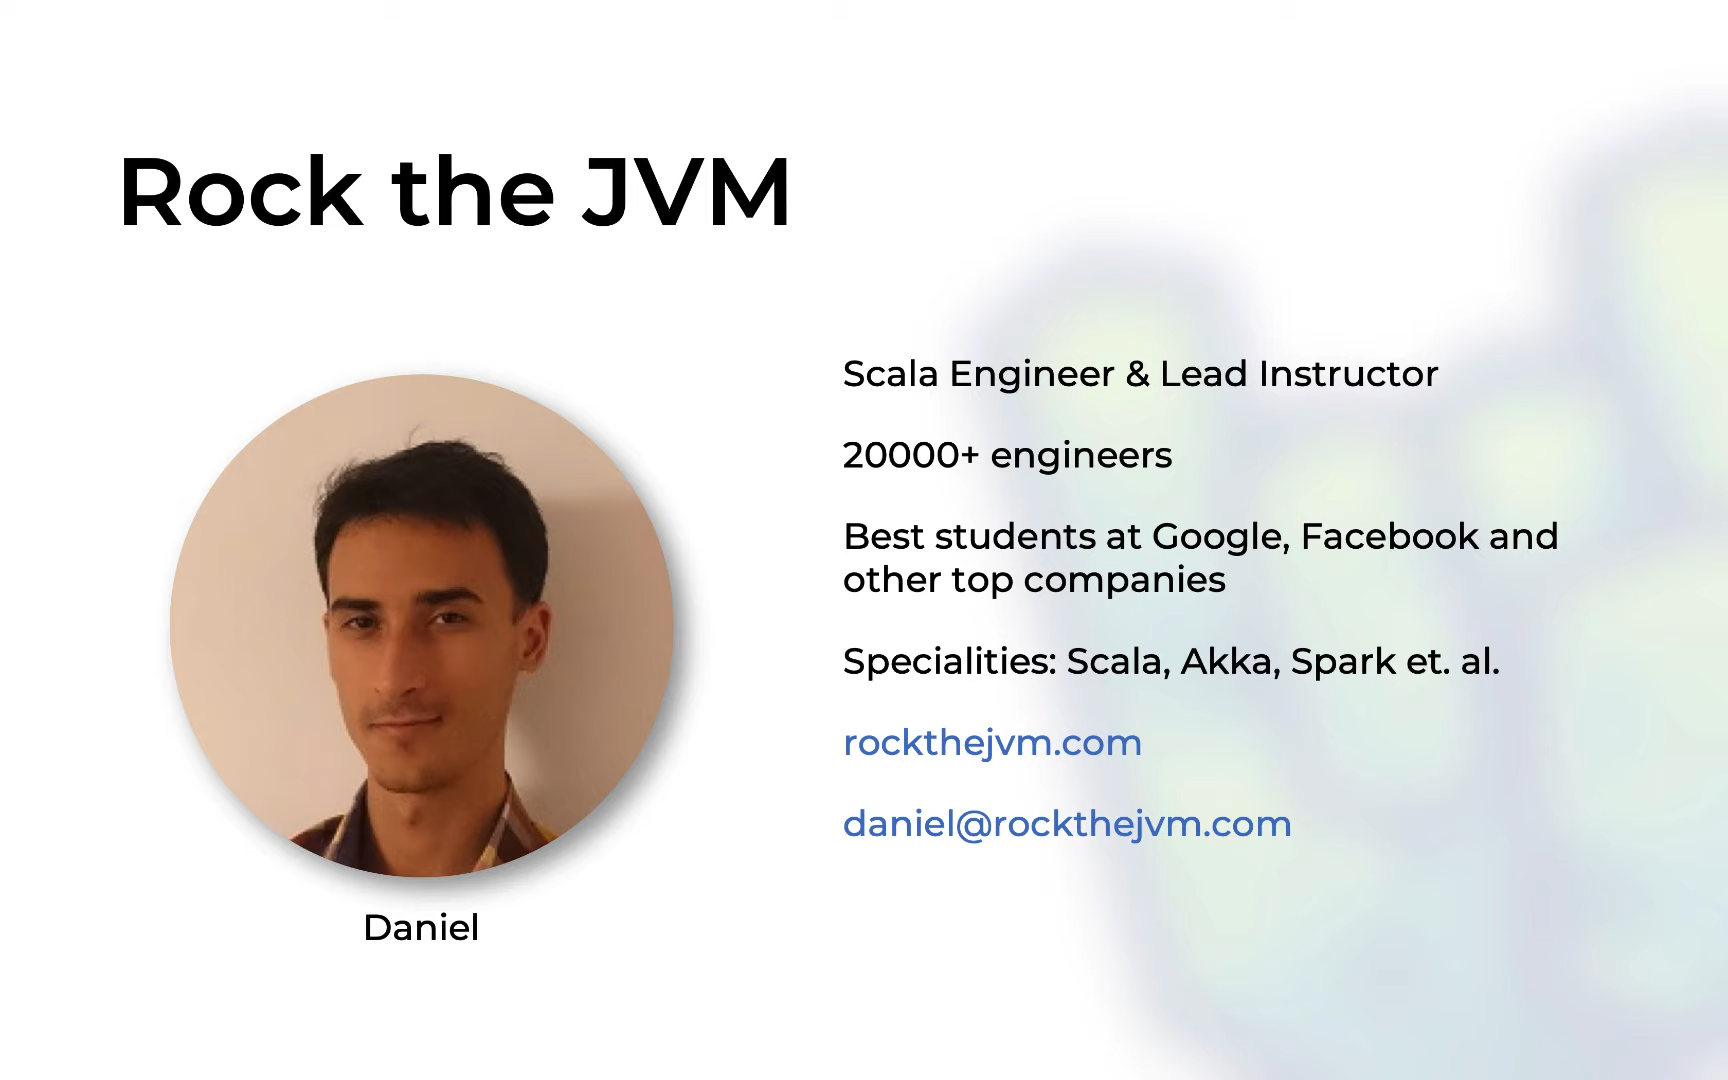 Rock the JVM
Scala Engineer & Lead Instructor
20000+ engineers
Best students at Google, Facebook and
other top companies
Specialities: Scala, Akka, Spark et. al.
rockthejvm.com
daniel@rockthejvm.com
Daniel